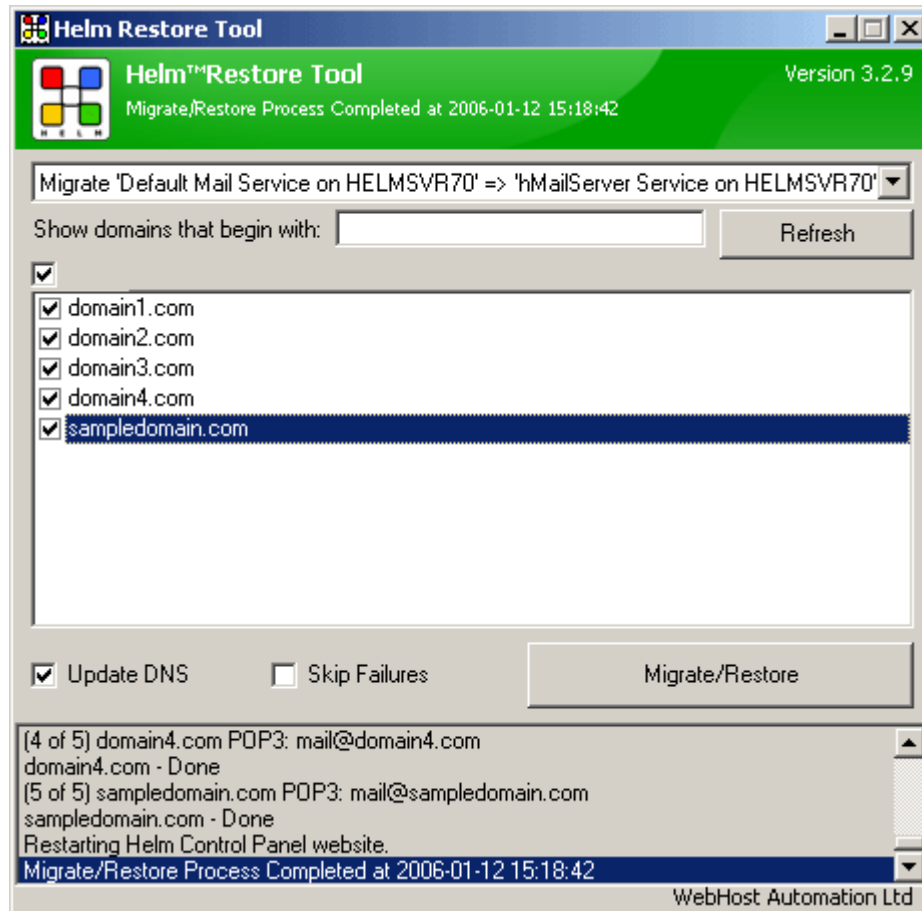 Helm Restore Tool
Helm™Restore Tool
Version 3.2.9
Migrate/Restore Process Completed at 2006-01-12 15:18:42
HELM
Migrate 'Default Mail Service on HELMSVR70' => 'hMailServer Service on HELMSVR70'
Show domains that begin with:
Refresh
domain1.com
domain2.com
domain3.com
domain4.com
sampledomain.com
Update DNS
Skip Failures
Migrate/Restore
(4 of 5) domain4.com POP3: mail@domain4.com
domain4.com - Done
(5 of 5) sampledomain.com POP3: mail@sampledomain.com
sampledomain.com - Done
Restarting Helm Control Panel website.
Migrate/Restore Process Completed at 2006-01-12 15:18:42
WebHost Automation Ltd